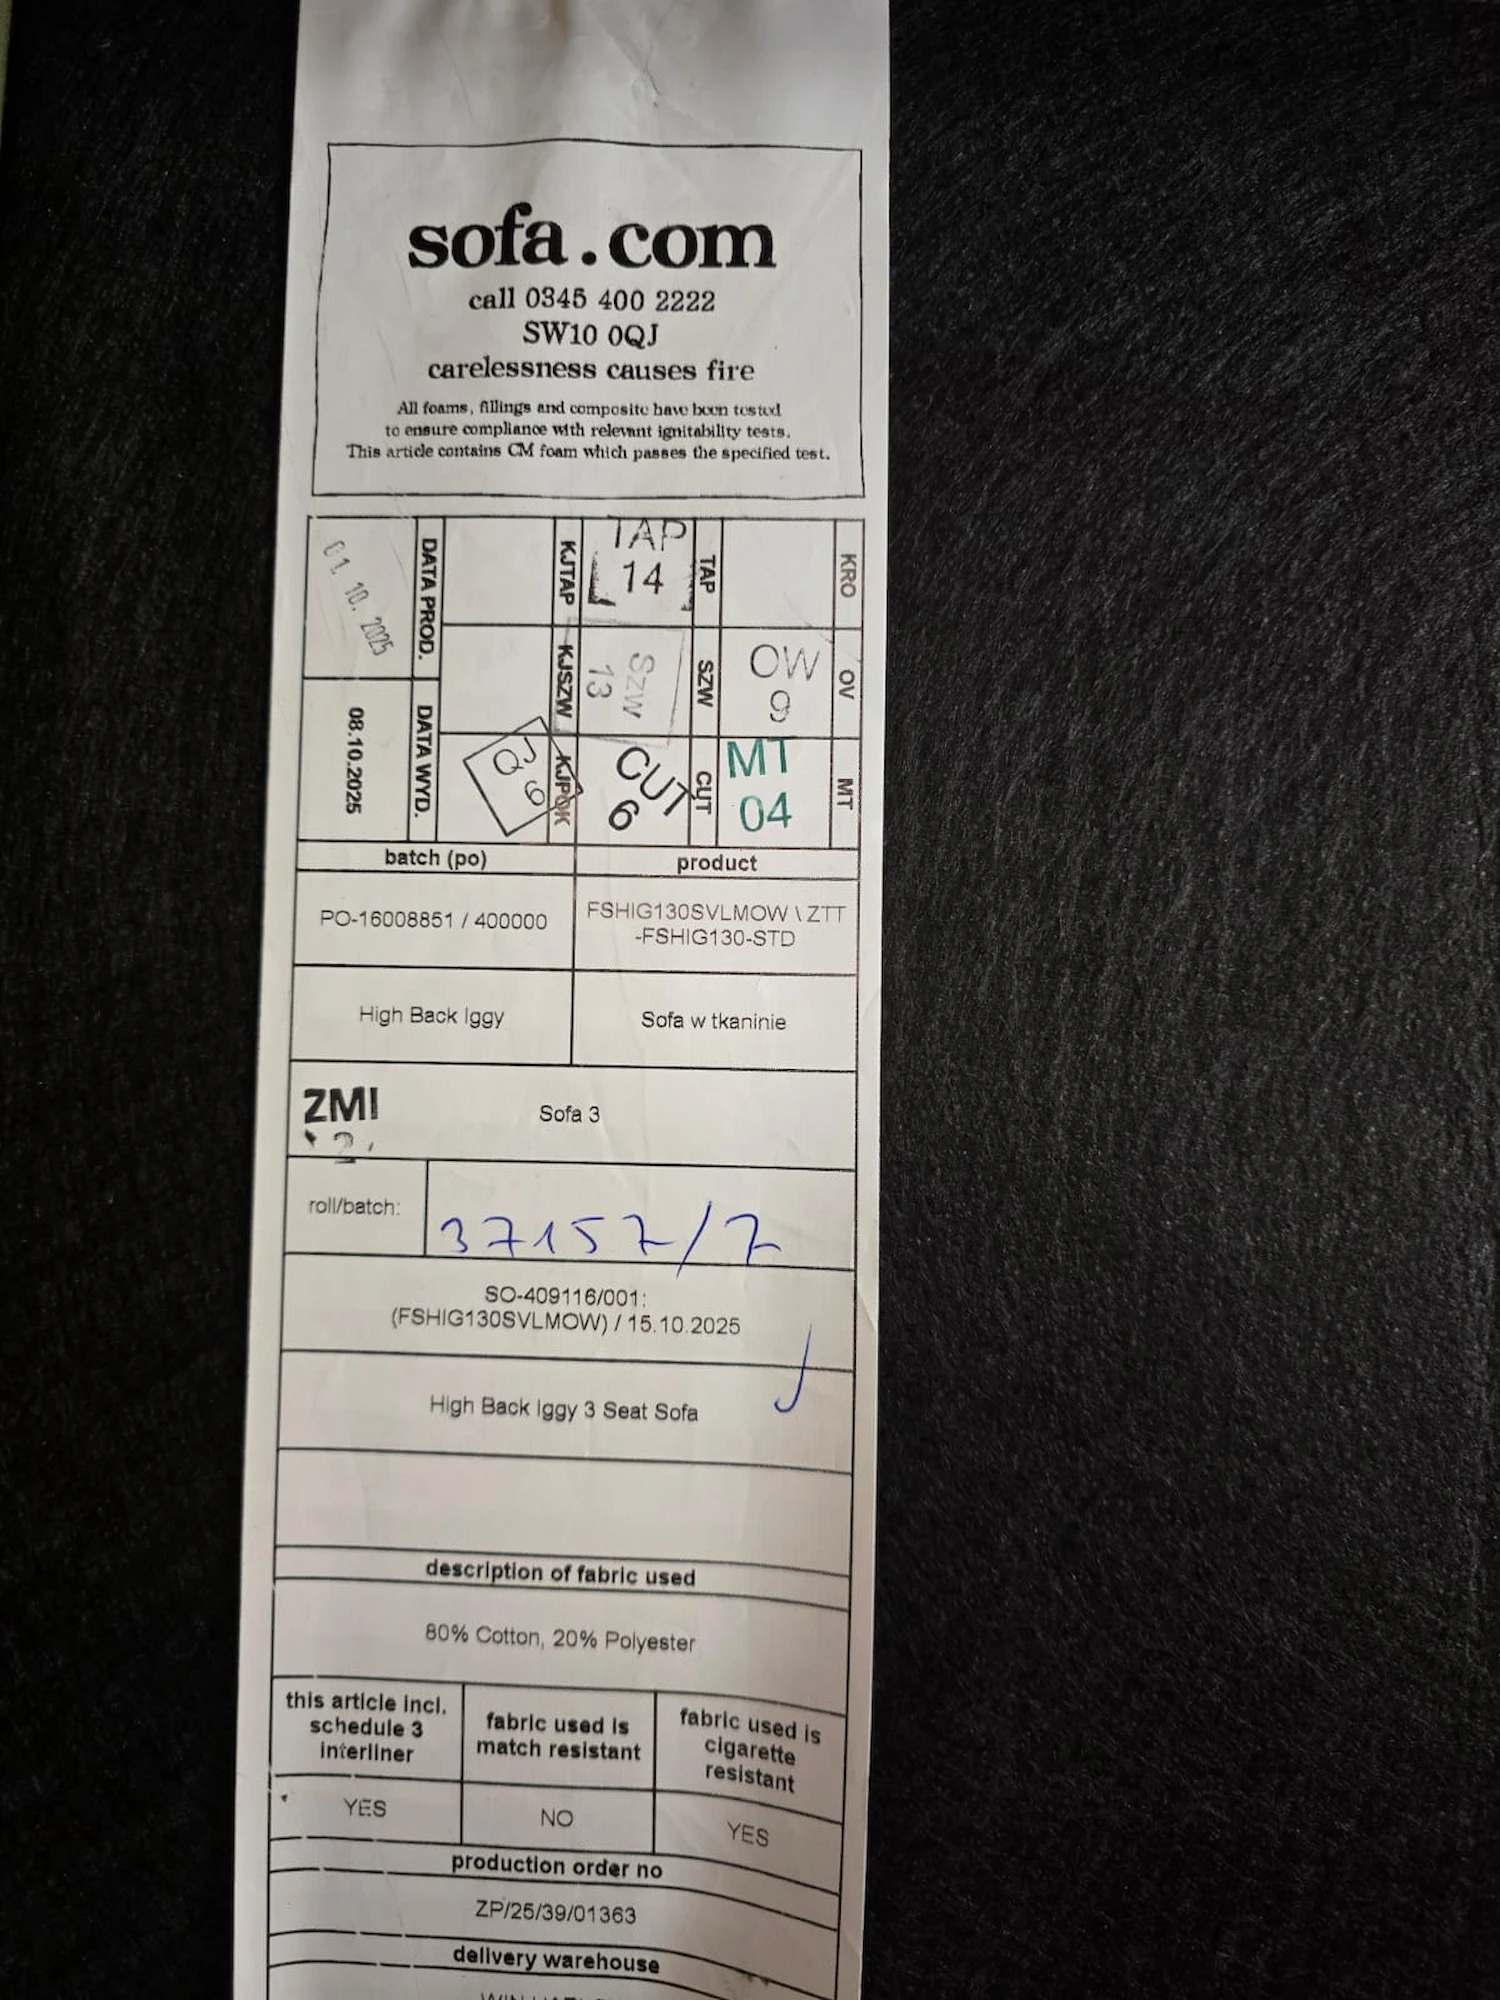 sofa.com
call 0345 400 2222
SW10 0QJ
carelessness causes fire
All foams, fillings and composite have been tested
to ensure compliance with relevant ignitability tests.
This article contains CM foam which passes the specified test.
KRO
OV
MT
OW
9
MT
04
TAP
SZW
CUT
TAP
14
SZW
13
CUT
6
KJTAP
KJSZW
KJPOK
QJ
9
DATA PROD.
DATA WYD.
01. 10. 2025
08.10.2025
batch (po)
product
PO-16008851 / 400000
FSHIG130SVLMOW \ ZTT
-FSHIG130-STD
High Back Iggy
Sofa w tkaninie
ZMI
2
Sofa 3
roll/batch:
37157/7
SO-409116/001:
(FSHIG130SVLMOW) / 15.10.2025
High Back Iggy 3 Seat Sofa
description of fabric used
80% Cotton, 20% Polyester
this article incl.
schedule 3
interliner
fabric used is
match resistant
fabric used is
cigarette
resistant
YES
NO
YES
production order no
ZP/25/39/01363
delivery warehouse